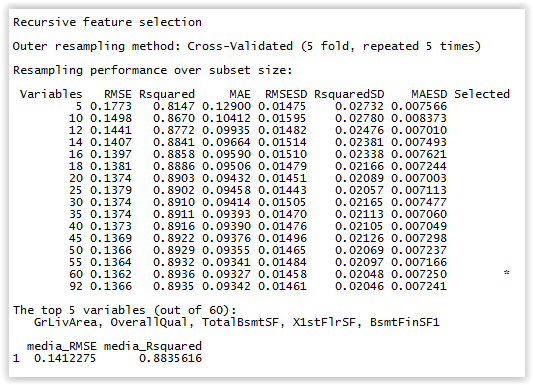 Recursive feature selection
Outer resampling method: Cross-Validated (5 fold, repeated 5 times)
Resampling performance over subset size:
Variables RMSE Rsquared MAE RMSESD RsquaredSD MAESD Selected
5 0.1773 0.8147 0.12900 0.01475 0.02732 0.007566
10 0.1498 0.8670 0.10412 0.01595 0.02780 0.008373
12 0.1441 0.8772 0.09935 0.01482 0.02476 0.007010
14 0.1407 0.8841 0.09664 0.01514 0.02381 0.007493
16 0.1397 0.8858 0.09590 0.01510 0.02338 0.007621
18 0.1381 0.8886 0.09506 0.01479 0.02166 0.007244
20 0.1374 0.8903 0.09432 0.01451 0.02089 0.007003
25 0.1379 0.8902 0.09458 0.01443 0.02057 0.007113
30 0.1374 0.8910 0.09414 0.01505 0.02165 0.007477
35 0.1374 0.8911 0.09393 0.01470 0.02113 0.007060
40 0.1373 0.8916 0.09390 0.01476 0.02105 0.007049
45 0.1369 0.8922 0.09376 0.01496 0.02126 0.007298
50 0.1366 0.8929 0.09355 0.01465 0.02069 0.007237
55 0.1364 0.8932 0.09341 0.01484 0.02097 0.007166
60 0.1362 0.8936 0.09327 0.01458 0.02048 0.007250 *
92 0.1366 0.8935 0.09342 0.01461 0.02046 0.007241
The top 5 variables (out of 60):
GrLivArea, OverallQual, TotalBsmtSF, X1stFlrSF, BsmtFinSF1
media_RMSE media_Rsquared
1 0.1412275 0.8835616